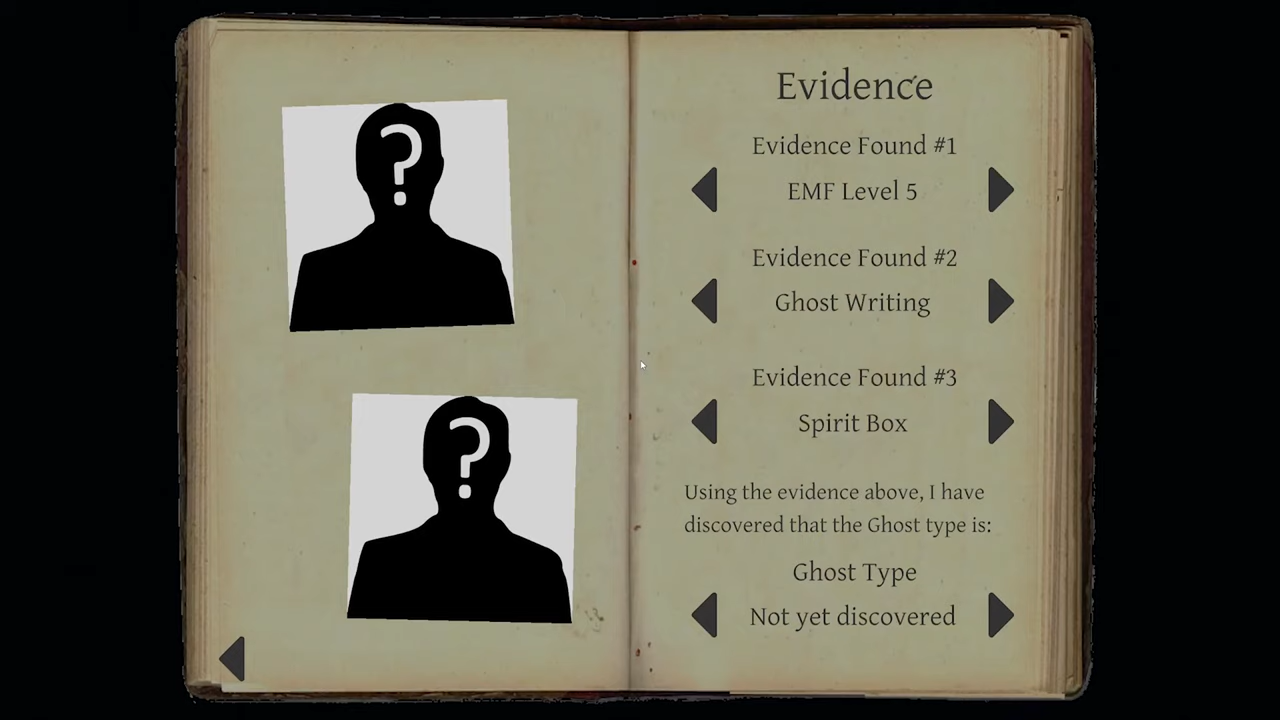 Evidence
Evidence Found #1
EMF Level 5
Evidence Found #2
Ghost Writing
Evidence Found #3
Spirit Box
Using the evidence above, I have
discovered that the Ghost type is:
Ghost Type
Not yet discovered
?
?